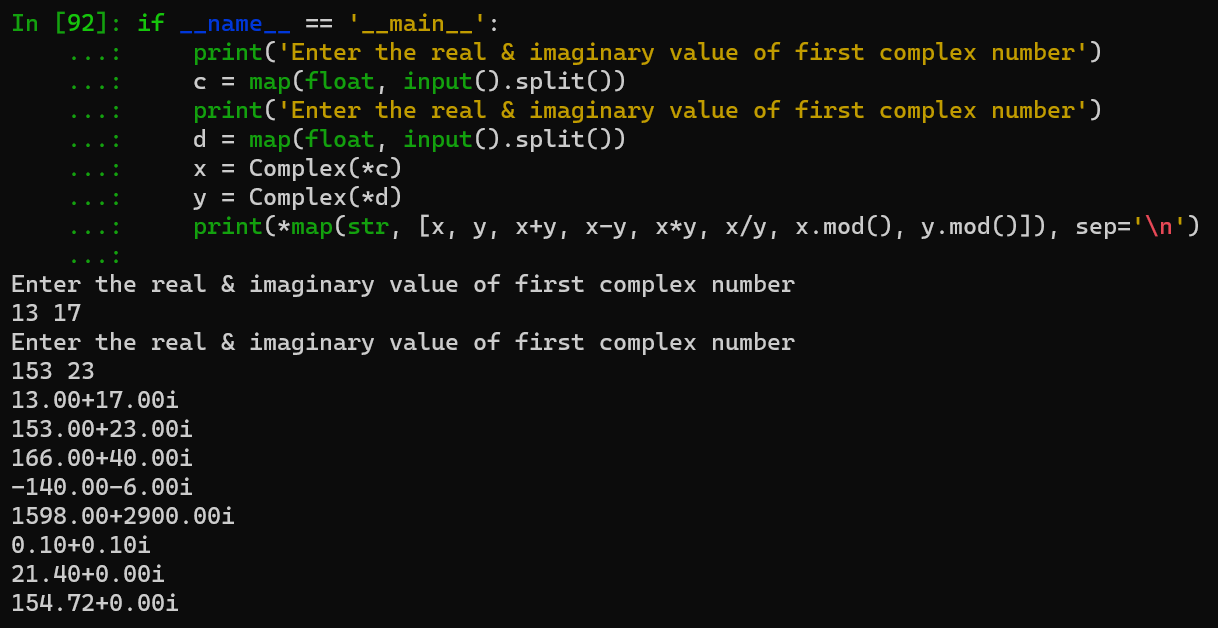 In [92]: if __name__ == '__main__':
    ...:     print('Enter the real & imaginary value of first complex number')
    ...:     c = map(float, input().split())
    ...:     print('Enter the real & imaginary value of first complex number')
    ...:     d = map(float, input().split())
    ...:     x = Complex(*c)
    ...:     y = Complex(*d)
    ...:     print(*map(str, [x, y, x+y, x-y, x*y, x/y, x.mod(), y.mod()]), sep='\n')
    ...:
Enter the real & imaginary value of first complex number
13 17
Enter the real & imaginary value of first complex number
153 23
13.00+17.00i
153.00+23.00i
166.00+40.00i
-140.00-6.00i
1598.00+2900.00i
0.10+0.10i
21.40+0.00i
154.72+0.00i